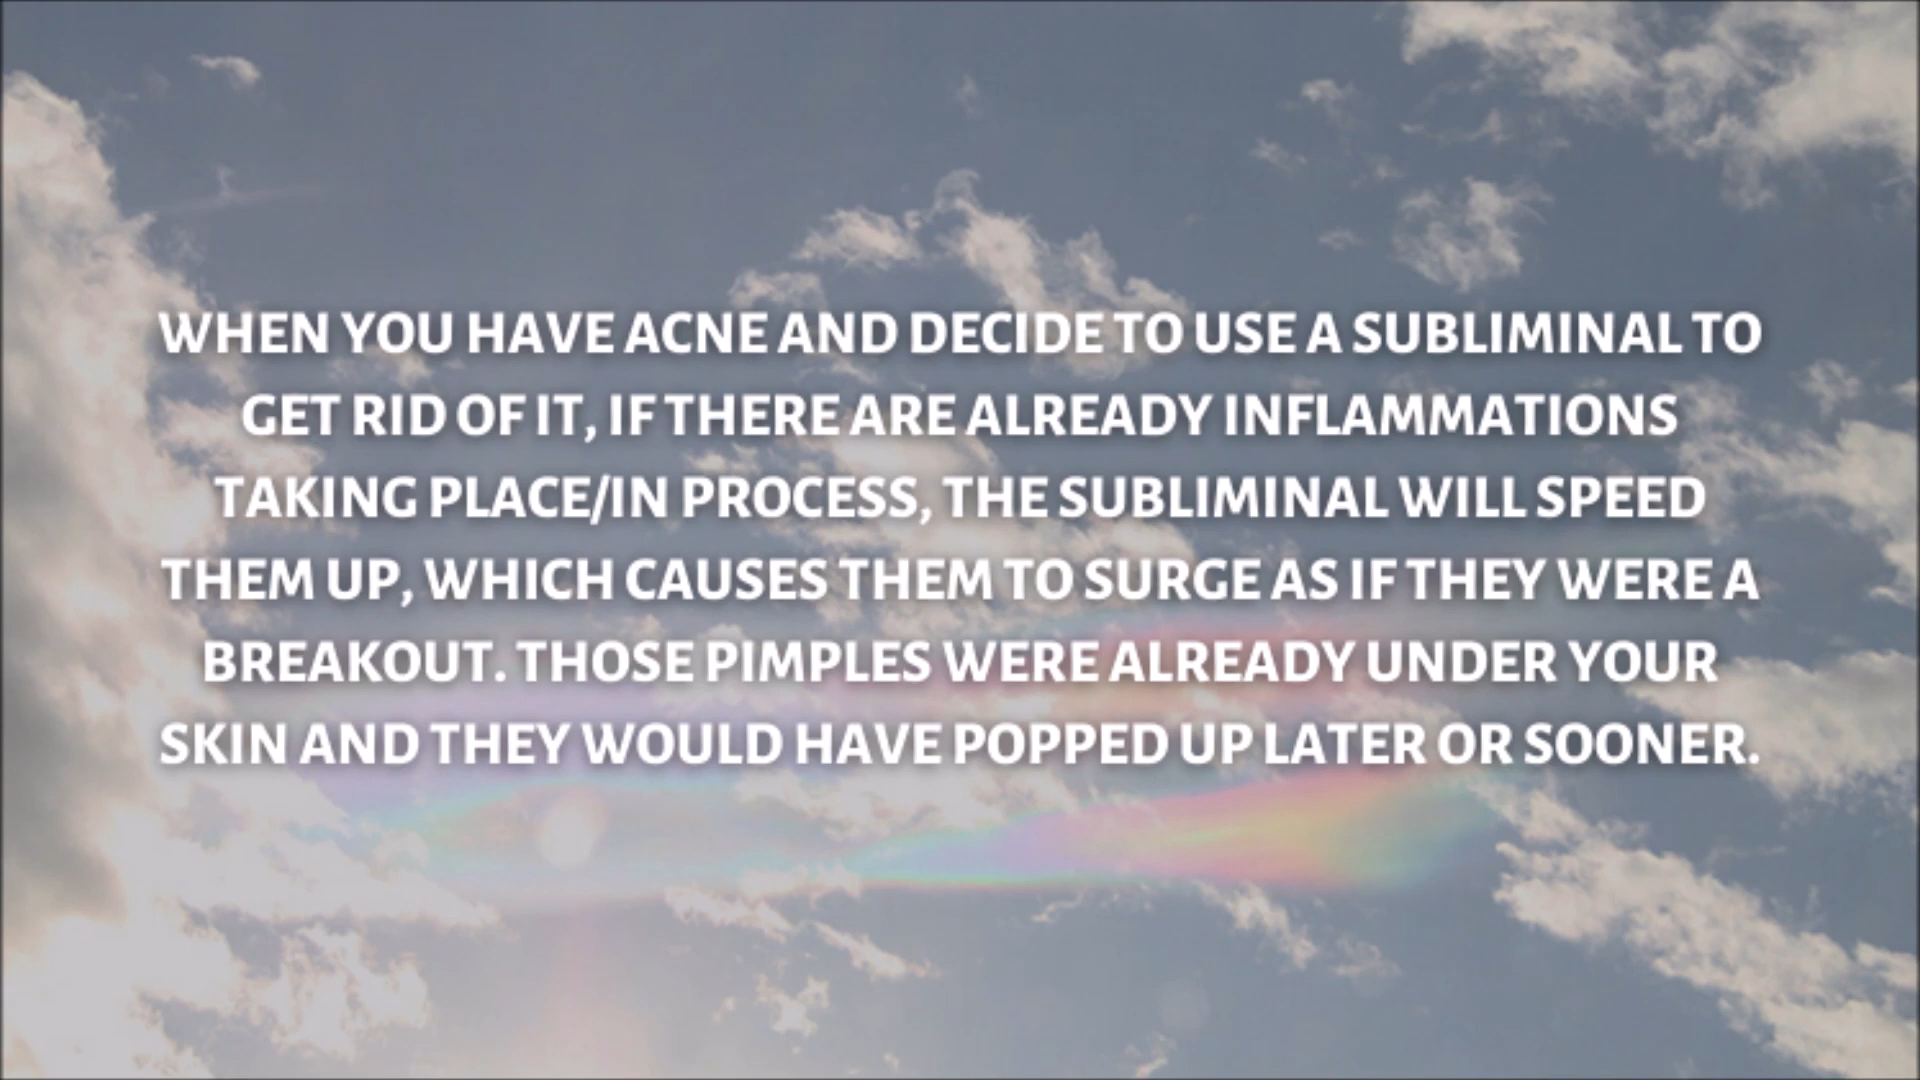 WHEN YOU HAVE ACNE AND DECIDE TO USE A SUBLIMINAL TO
GET RID OF IT, IF THERE ARE ALREADY INFLAMMATIONS
TAKING PLACE/IN PROCESS, THE SUBLIMINAL WILL SPEED
THEM UP, WHICH CAUSES THEM TO SURGE AS IF THEY WERE A
BREAKOUT. THOSE PIMPLES WERE ALREADY UNDER YOUR
SKIN AND THEY WOULD HAVE POPPED UP LATER OR SOONER.